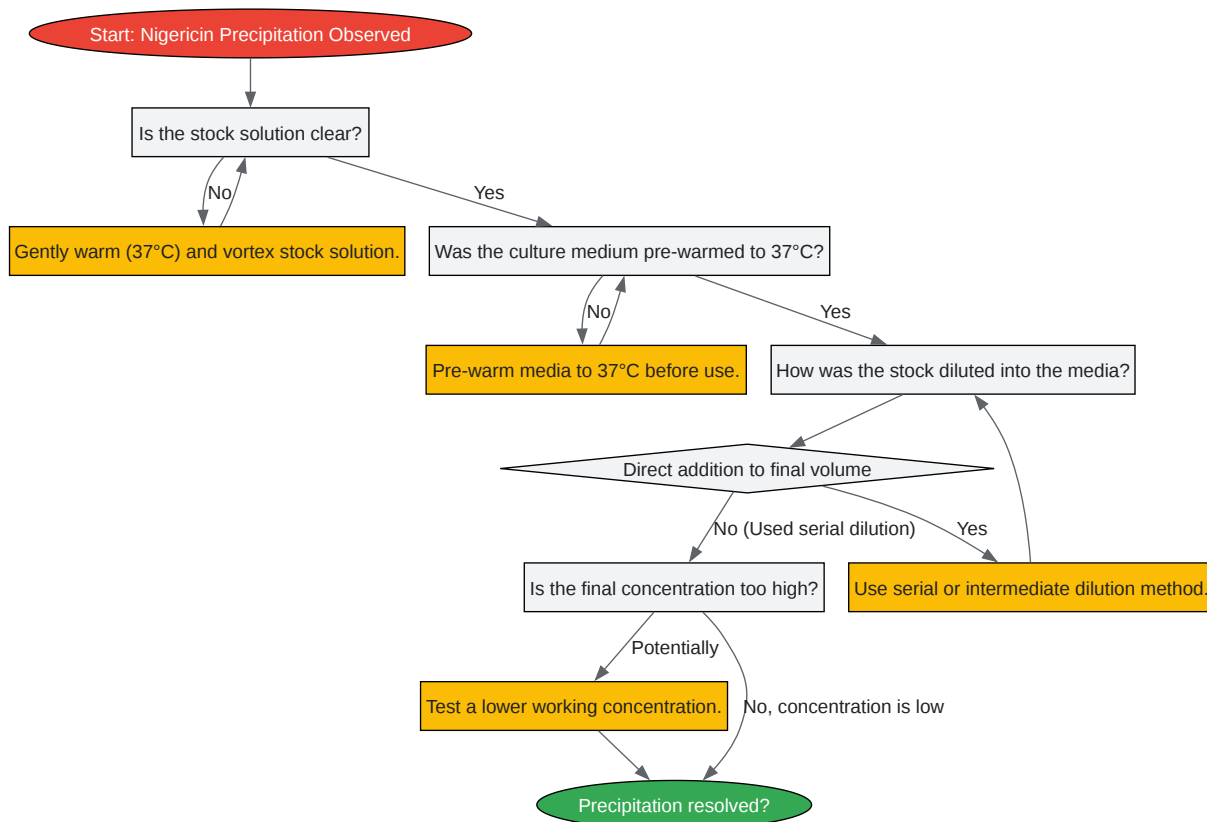 Start: Nigericin Precipitation Observed
Is the stock solution clear?
No
Yes
Gently warm (37°C) and vortex stock solution.
Was the culture medium pre-warmed to 37°C?
No
Yes
Pre-warm media to 37°C before use.
How was the stock diluted into the media?
Direct addition to final volume
No (Used serial dilution)
Yes
Is the final concentration too high?
Use serial or intermediate dilution method.
Potentially
Test a lower working concentration.
No, concentration is low
Precipitation resolved?